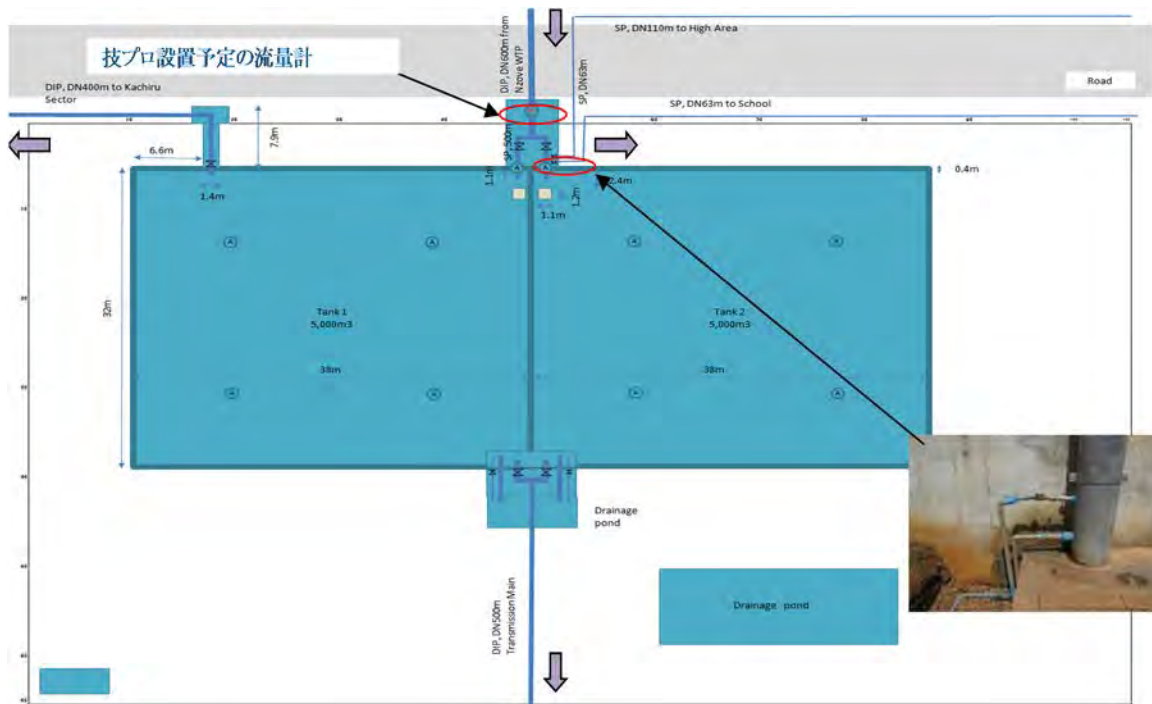 SP, DN110m to High Area
技プロ設置予定の流量計
DIP, DN600m from
Nzove WTP
SP, DN63m
Road
DIP, DN400m to Kachiru
Sector
SP, DN63m to School
7.9m
SP, 500m
6.6m
1.1m
1.4m
2.4m
0.4m
1.2m
1.1m
A
A
A
A
A
A
32m
Tank 1
5,000m3
Tank 2
5,000m3
38m
38m
A
A
A
A
Drainage
pond
DIP, DN500m
Transmission Main
Drainage pond